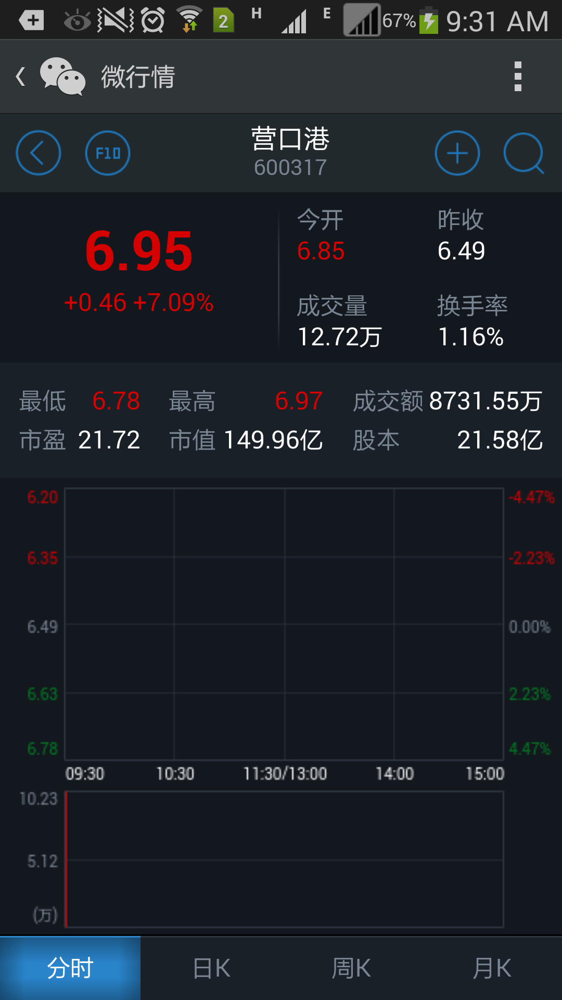 2 H E 67% 9:31 AM
微行情
F10 营口港
600317
6.95
+0.46 +7.09%
今开 昨收
6.85 6.49
成交量 换手率
12.72万 1.16%
最低 6.78 最高 6.97 成交额 8731.55万
市盈 21.72 市值 149.96亿 股本 21.58亿
6.20 -4.47%
6.35 -2.23%
6.49 0.00%
6.63 2.23%
6.78 4.47%
09:30 10:30 11:30/13:00 14:00 15:00
10.23
5.12
(万)
分时 日K 周K 月K